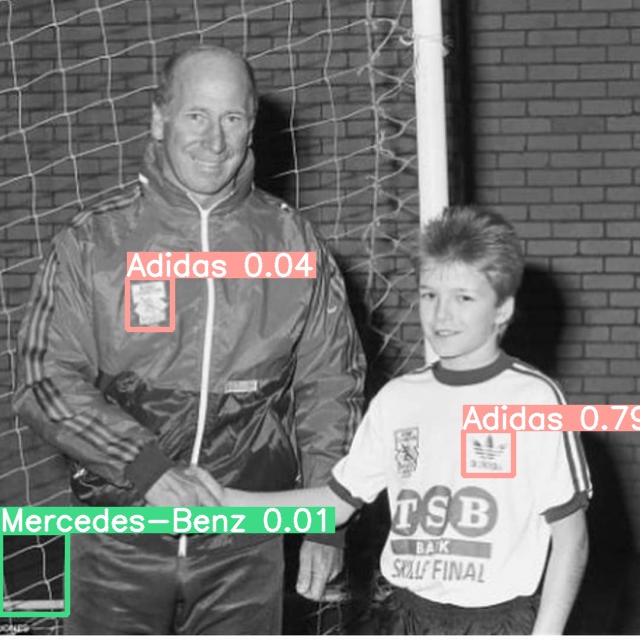 Adidas 0.04
Adidas 0.79
TSB
BANK
SKILLS FINAL
Mercedes-Benz 0.01